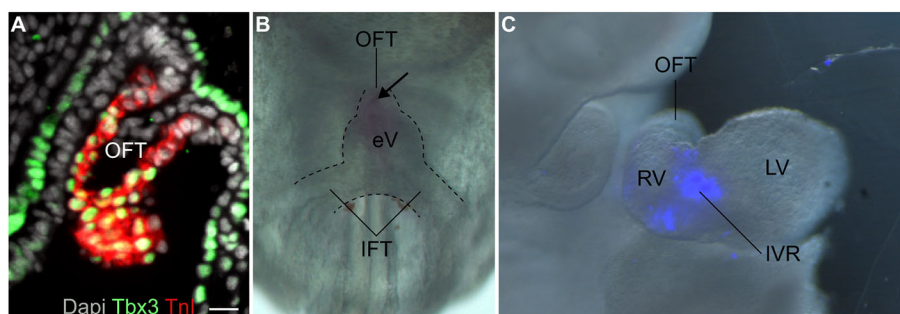 A
OFT
Dapi Tbx3 TnI
B
OFT
eV
IFT
C
OFT
RV
LV
IVR